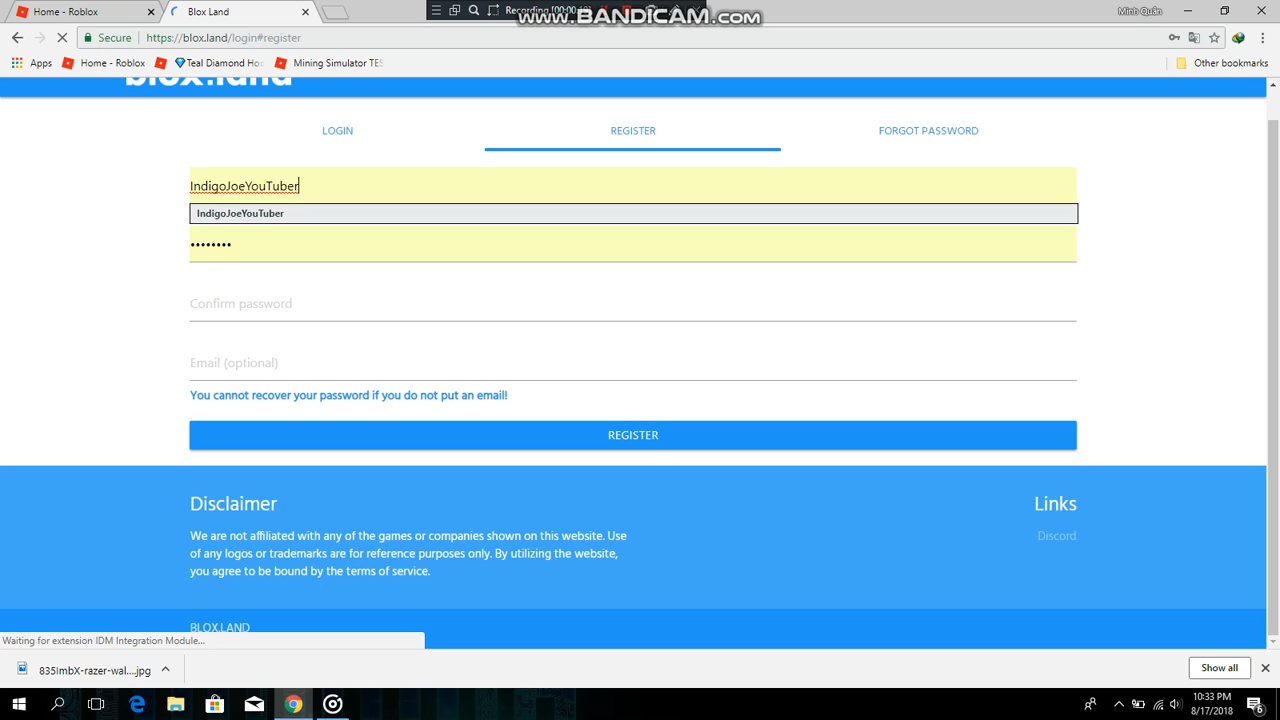 Home - Roblox
Blox Land
Recording [00:00:10]
www.BANDICAM.com
Minh Quân
Secure
https://blox.land/login#register
Apps
Home - Roblox
Teal Diamond Hoo
Mining Simulator TES
Other bookmarks
blox.land
LOGIN
REGISTER
FORGOT PASSWORD
IndigoJoeYouTuber
IndigoJoeYouTuber
••••••••
Confirm password
Email (optional)
You cannot recover your password if you do not put an email!
REGISTER
Disclaimer
Links
We are not affiliated with any of the games or companies shown on this website. Use
of any logos or trademarks are for reference purposes only. By utilizing the website,
you agree to be bound by the terms of service.
Discord
BLOX.LAND
Waiting for extension IDM Integration Module...
835ImbX-razer-wal....jpg
Show all
10:33 PM
8/17/2018
6